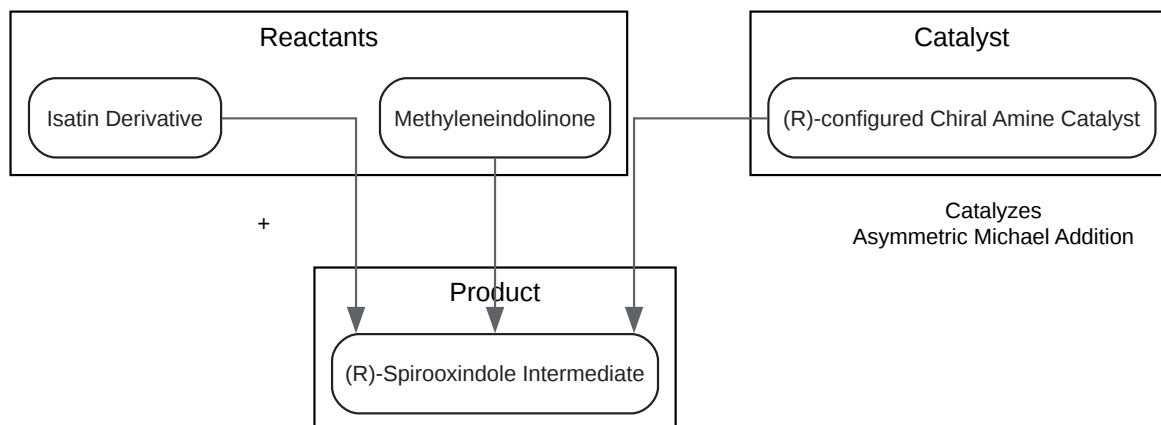 Reactants
Catalyst
Isatin Derivative
Methyleneindolinone
(R)-configured Chiral Amine Catalyst
+
Catalyzes
Asymmetric Michael Addition
Product
(R)-Spirooxindole Intermediate